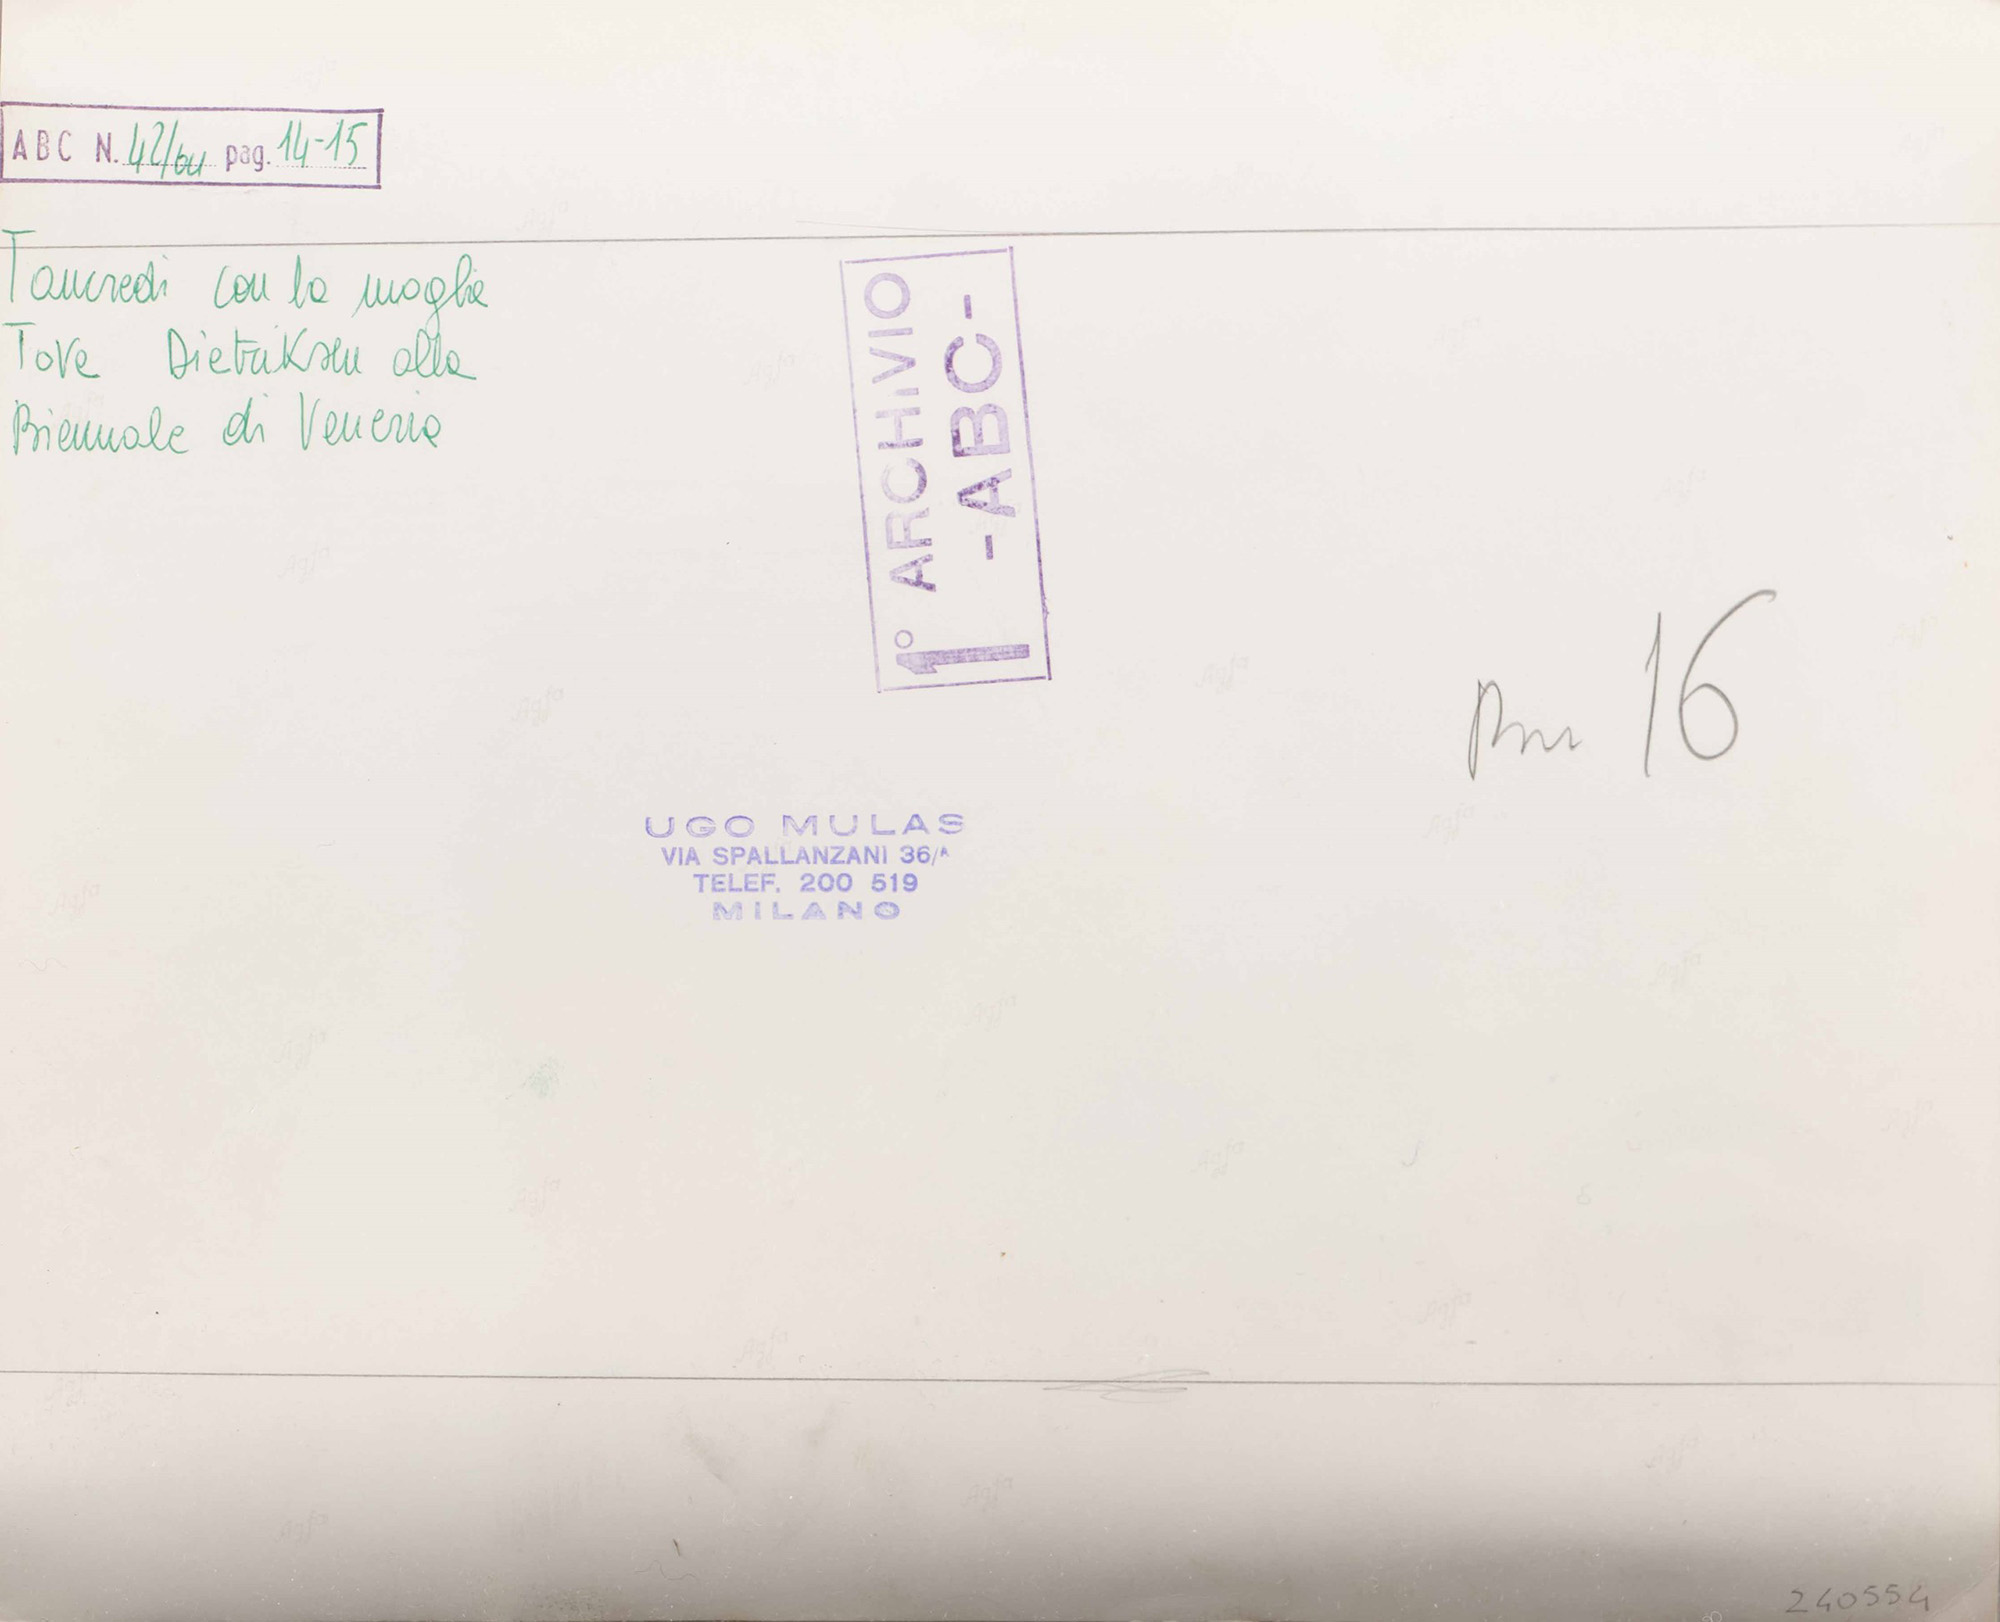 ABC N. 42/64 pag. 14-15
Tancredi con la moglie
Tove Dietriksen alla
Biennale di Venezia
1° ARCHIVIO
-ABC-
16
UGO MULAS
VIA SPALLANZANI 36/A
TELEF. 200 519
MILANO
240554